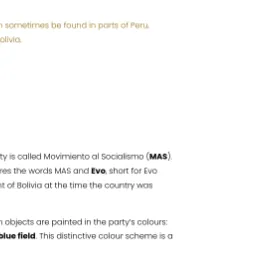 n sometimes be found in parts of Peru.
olivia.
ty is called Movimiento al Socialismo (MAS).
res the words MAS and Evo, short for Evo
t of Bolivia at the time the country was
n objects are painted in the party's colours:
blue field. This distinctive colour scheme is a